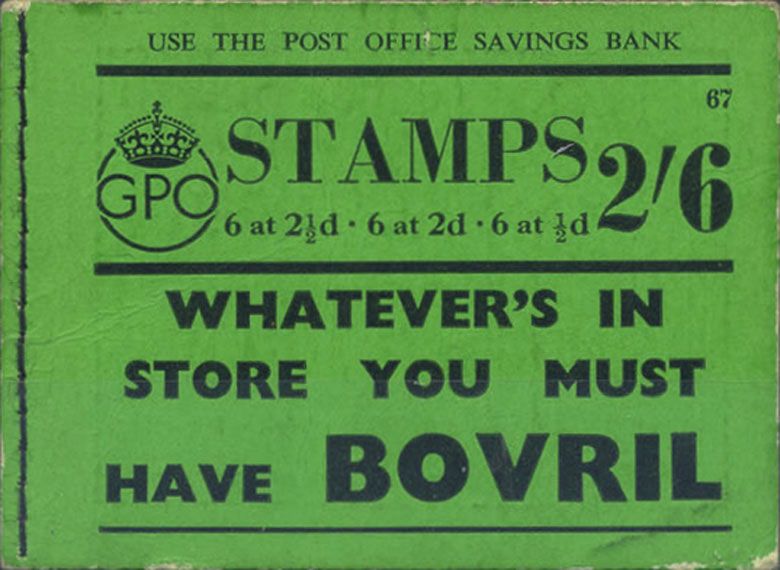 USE THE POST OFFICE SAVINGS BANK
67
GPO
STAMPS 2/6
6 at 2½d · 6 at 2d · 6 at ½d
WHATEVER'S IN
STORE YOU MUST
HAVE BOVRIL